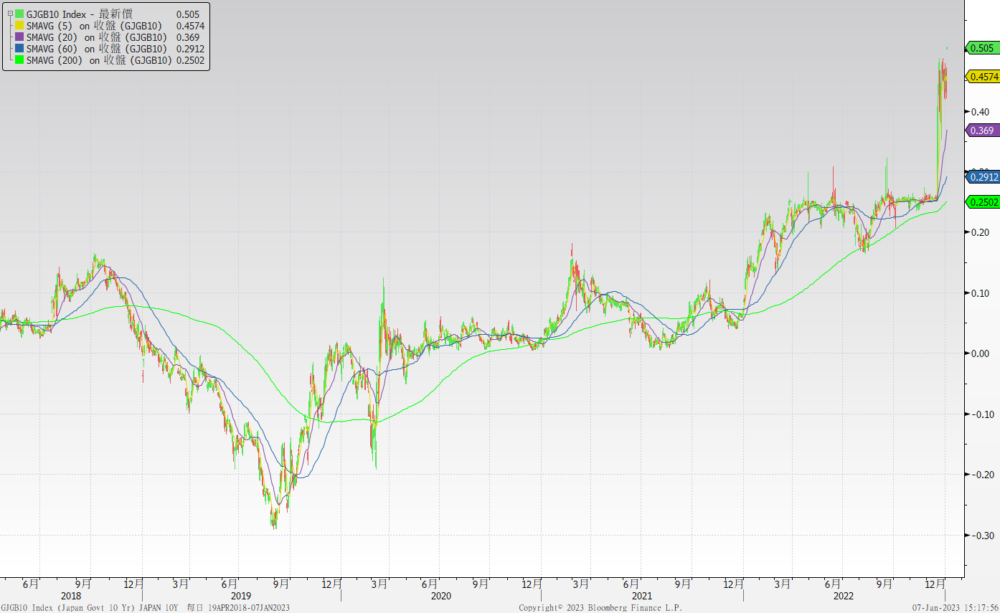 GJGB10 Index - 最新價 0.505
SMAVG (5) on 收盤 (GJGB10) 0.4574
SMAVG (20) on 收盤 (GJGB10) 0.369
SMAVG (60) on 收盤 (GJGB10) 0.2912
SMAVG (200) on 收盤 (GJGB10) 0.2502
0.505
0.4574
0.40
0.369
0.2912
0.2502
0.20
0.10
0.00
-0.10
-0.20
-0.30
6月 9月 12月 3月 6月 9月 12月 3月 6月 9月 12月 3月 6月 9月 12月 3月 6月 9月 12月
2018 2019 2020 2021 2022
GJGB10 Index (Japan Govt 10 Yr) JAPAN 10Y 每日 19APR2018-07JAN2023 Copyright© 2023 Bloomberg Finance L.P. 07-Jan-2023 15:17:56